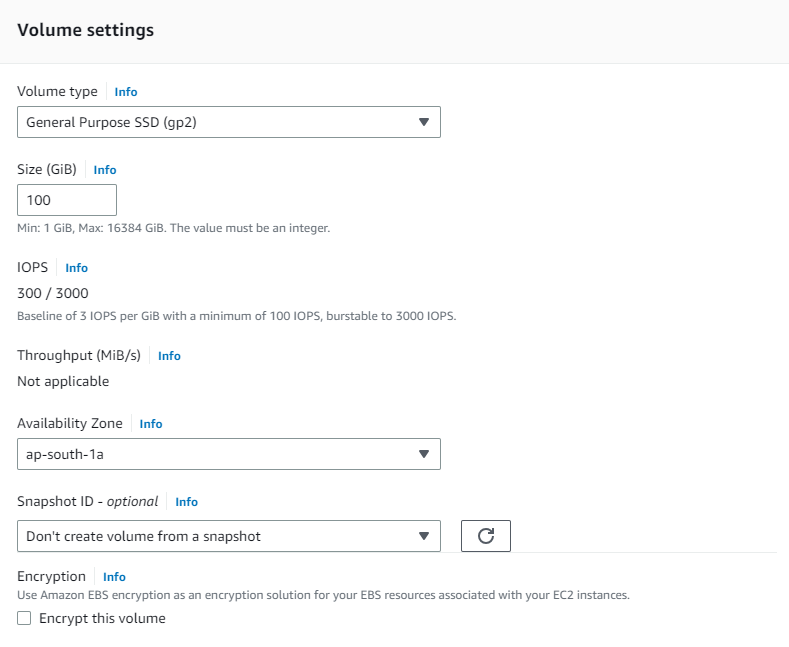 Volume settings
Volume type Info
General Purpose SSD (gp2)
Size (GiB) Info
100
Min: 1 GiB, Max: 16384 GiB. The value must be an integer.
IOPS Info
300 / 3000
Baseline of 3 IOPS per GiB with a minimum of 100 IOPS, burstable to 3000 IOPS.
Throughput (MiB/s) Info
Not applicable
Availability Zone Info
ap-south-1a
Snapshot ID - optional Info
Don't create volume from a snapshot
Encryption Info
Use Amazon EBS encryption as an encryption solution for your EBS resources associated with your EC2 instances.
Encrypt this volume